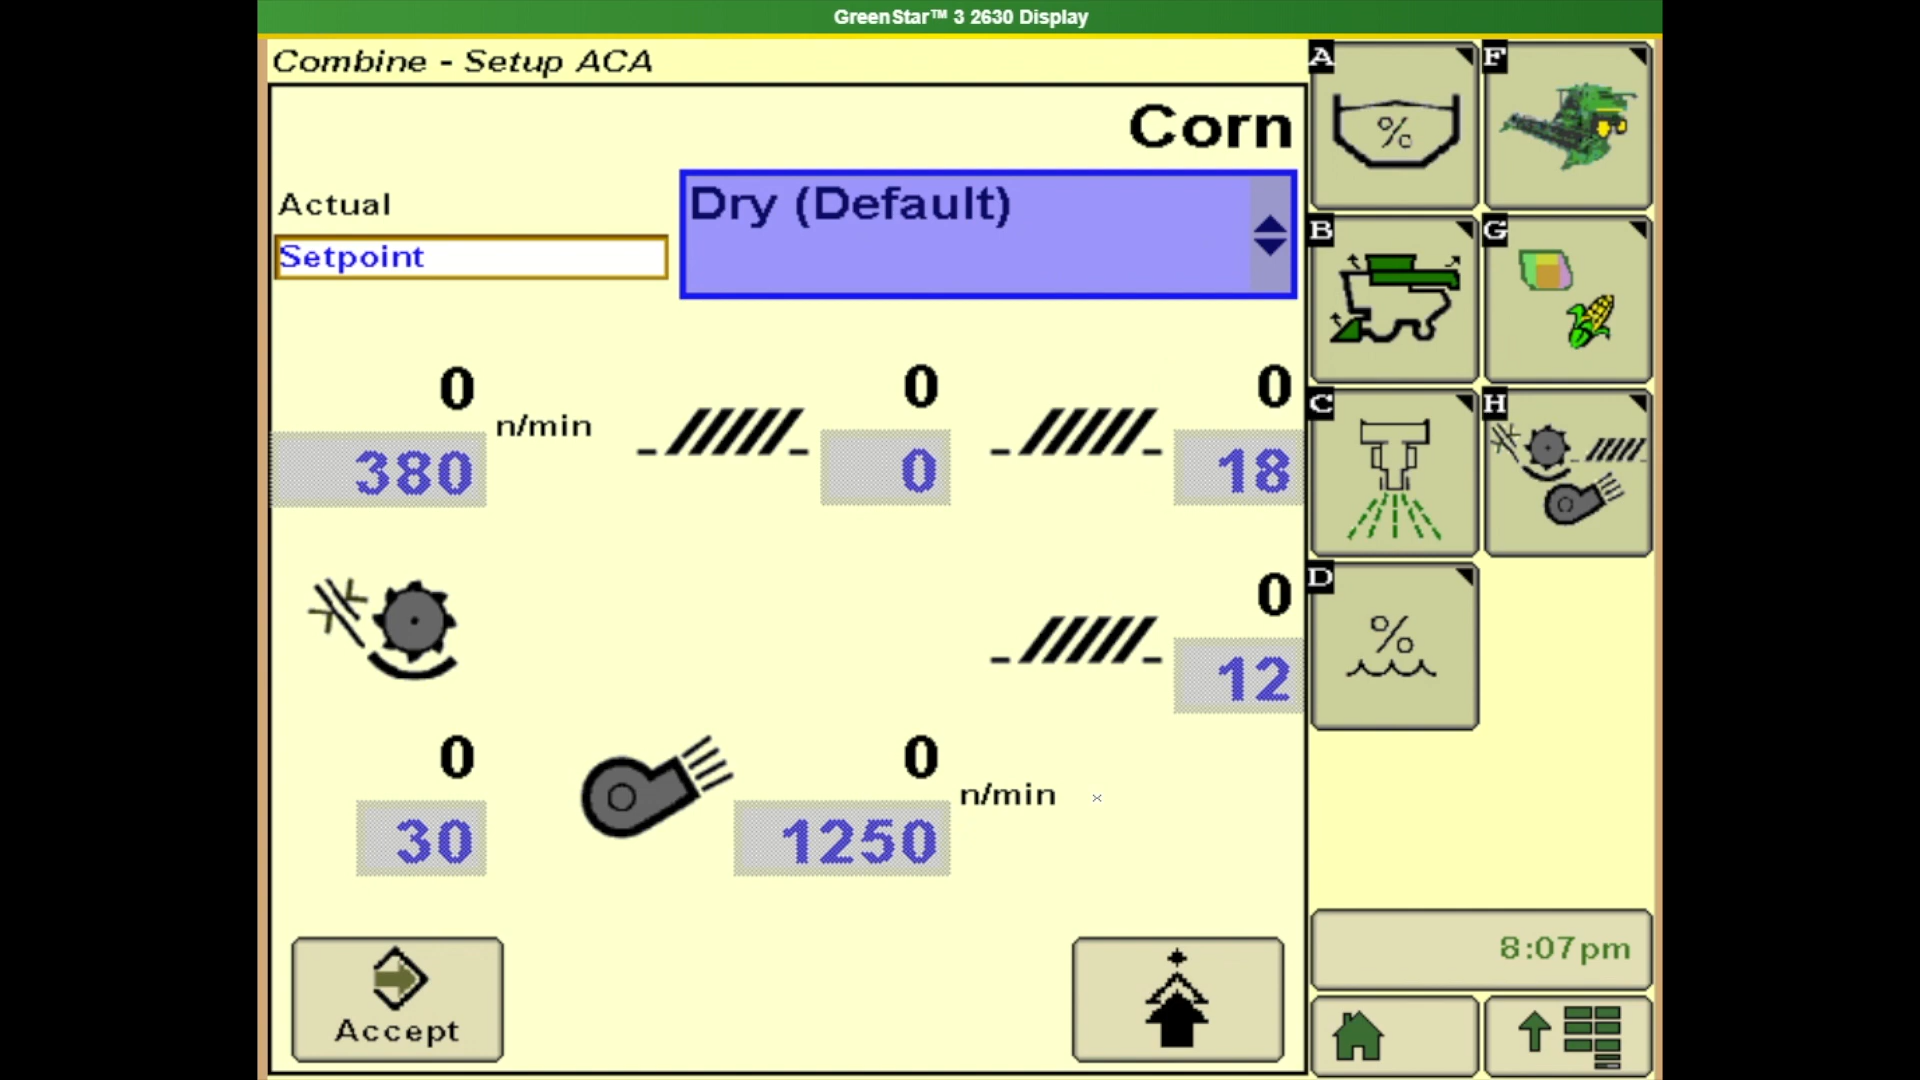 GreenStar™ 3 2630 Display
Combine - Setup ACA
Corn
Actual
Setpoint
Dry (Default)
0
380
n/min
0
0
0
18
0
12
0
30
0
1250
n/min
Accept
A
%
F
B
G
C
H
D
%
8:07pm